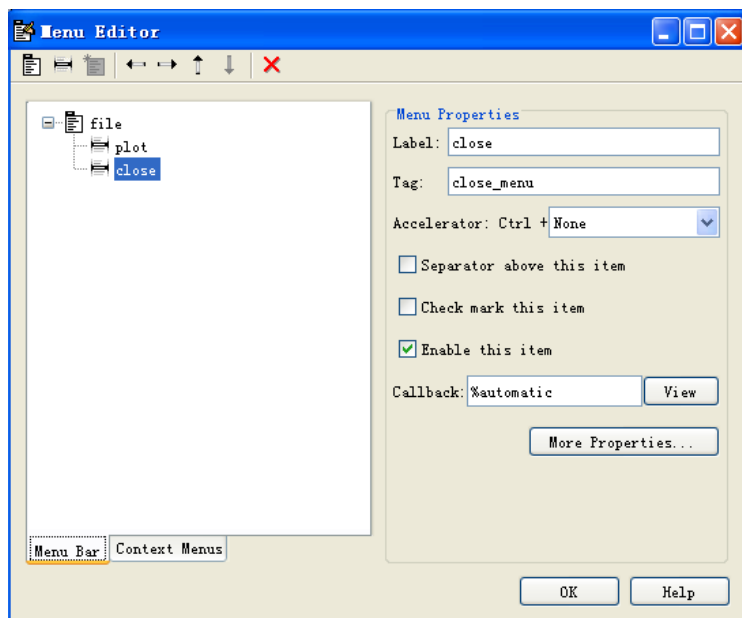 Menu Editor
file
plot
close
Menu Properties
Label: close
Tag: close_menu
Accelerator: Ctrl + None
Separator above this item
Check mark this item
Enable this item
Callback: %automatic View
More Properties...
Menu Bar Context Menus
OK Help